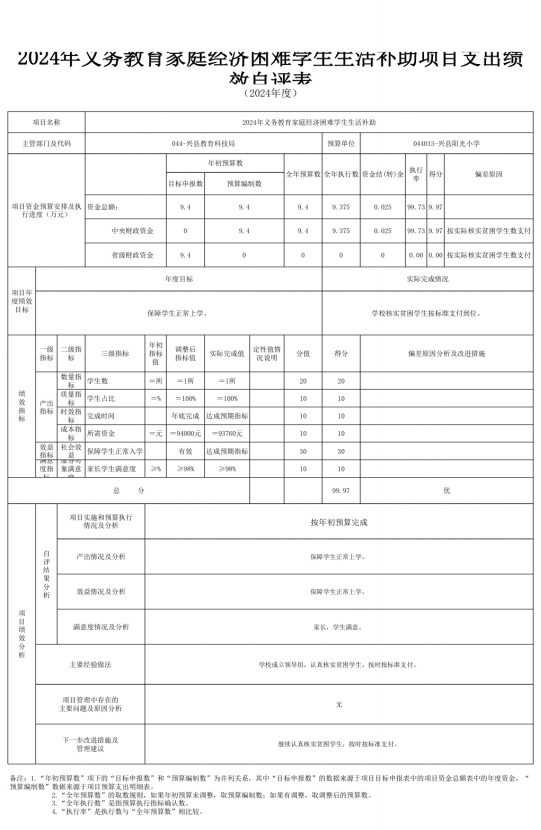 2024年义务教育家庭经济困难学生生活补助项目支出绩
效自评表
（2024年度）
项目名称 2024年义务教育家庭经济困难学生生活补助
主管部门及代码 044-兴县教育科技局 预算单位 044013-兴县阳光小学
项目资金预算安排及执
行进度（万元）
年初预算数 全年预算数 全年执行数 资金结(转)余 执行
率 得分 偏差原因
目标申报数 预算编制数
资金总额： 9.4 9.4 9.4 9.375 0.025 99.73 9.97
中央财政资金 0 9.4 9.4 9.375 0.025 99.73 9.97 按实际核实贫困学生数支付
省级财政资金 9.4 0 0 0 0 0.00 0.00 按实际核实贫困学生数支付
项目年
度绩效
目标
年度目标 实际完成情况
保障学生正常上学。 学校核实贫困学生按标准支付到位。
绩
效
指
标
一级
指标 二级指
标 三级指标 年初
指标
值 调整后
指标值 实际完成值 定性值情
况说明 分值 得分 偏差原因分析及改进措施
产出
指标
数量指
标 学生数 ＝所 ＝1所 ＝1所 20 20
质量指
标 学生占比 ＝% ＝100% ＝100% 10 10
时效指
标 完成时间 年底完成 达成预期指标 10 10
成本指
标 所需资金 ＝元 ＝94000元 ＝93760元 10 10
效益
指标 社会效
益 保障学生正常入学 有效 达成预期指标 30 30
满意
度指
标 服务对
象满意
度 家长学生满意度 ≥% ≥98% ≥98% 10 10
总　分 99.97 优
项
目
绩
效
分
析
自
评
结
果
分
析
项目实施和预算执行
情况及分析 按年初预算完成
产出情况及分析 保障学生正常上学。
效益情况及分析 保障学生正常上学。
满意度情况及分析 家长，学生满意。
主要经验做法 学校成立领导组，认真核实贫困学生，按时按标准支付。
项目管理中存在的
主要问题及原因分析 无
下一步改进措施及
管理建议 继续认真核实贫困学生，按时按标准支付。
备注：1.“年初预算数”项下的“目标申报数”和“预算编制数”为并列关系，其中“目标申报数”的数据来源于项目目标申报表中的项目资金总额表中的年度资金，“
预算编制数”数据来源于项目预算支出明细表。
2.“全年预算数”的取数规则，如果年初预算未调整，取预算编制数；如果有调整，取调整后的预算数。
3.“全年执行数”是指预算执行指标确认数。
4.“执行率”是执行数与“全年预算数”相比较。